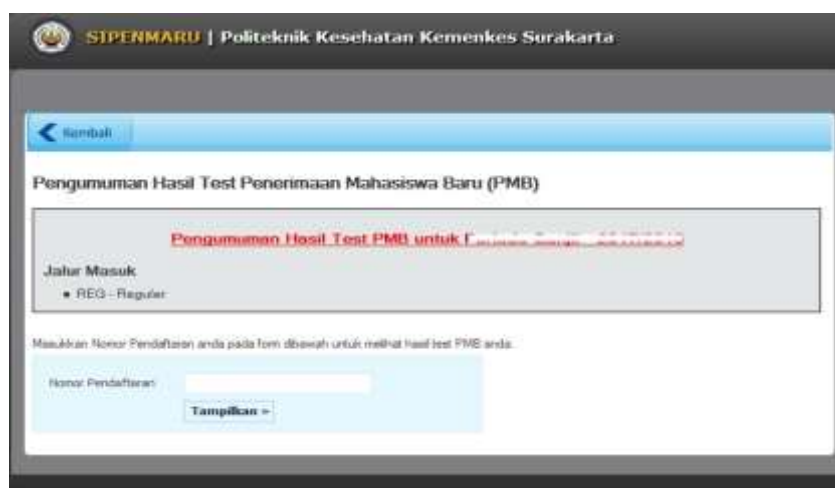 SIPENMARU | Politeknik Kesehatan Kemenkes Surakarta
Kembali
Pengumuman Hasil Test Penerimaan Mahasiswa Baru (PMB)
Pengumuman Hasil Test PMB untuk
Jalur Masuk
• REG - Reguler
Masukkan Nomor Pendaftaran anda pada form dibawah untuk melihat hasil test PMB anda.
Nomor Pendaftaran
Tampilkan »